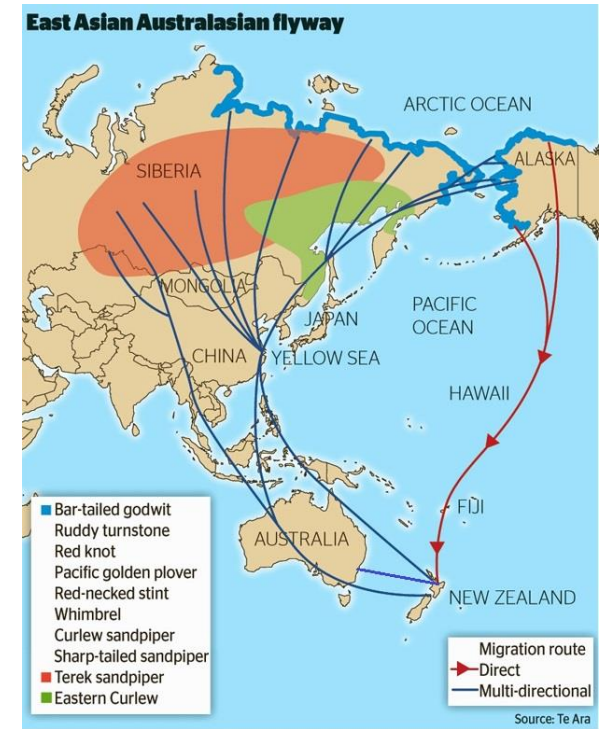 East Asian Australasian flyway
ARCTIC OCEAN
ALASKA
SIBERIA
MONGOLIA
JAPAN
PACIFIC
OCEAN
CHINA
YELLOW SEA
HAWAII
FIJI
AUSTRALIA
NEW ZEALAND
Bar-tailed godwit
Ruddy turnstone
Red knot
Pacific golden plover
Red-necked stint
Whimbrel
Curlew sandpiper
Sharp-tailed sandpiper
Terek sandpiper
Eastern Curlew
Migration route
Direct
Multi-directional
Source: Te Ara